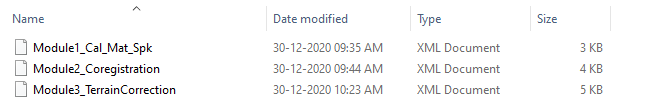 Name Date modified Type Size
Module1_Cal_Mat_Spk 30-12-2020 09:35 AM XML Document 3 KB
Module2_Coregistration 30-12-2020 09:44 AM XML Document 4 KB
Module3_TerrainCorrection 30-12-2020 10:23 AM XML Document 5 KB